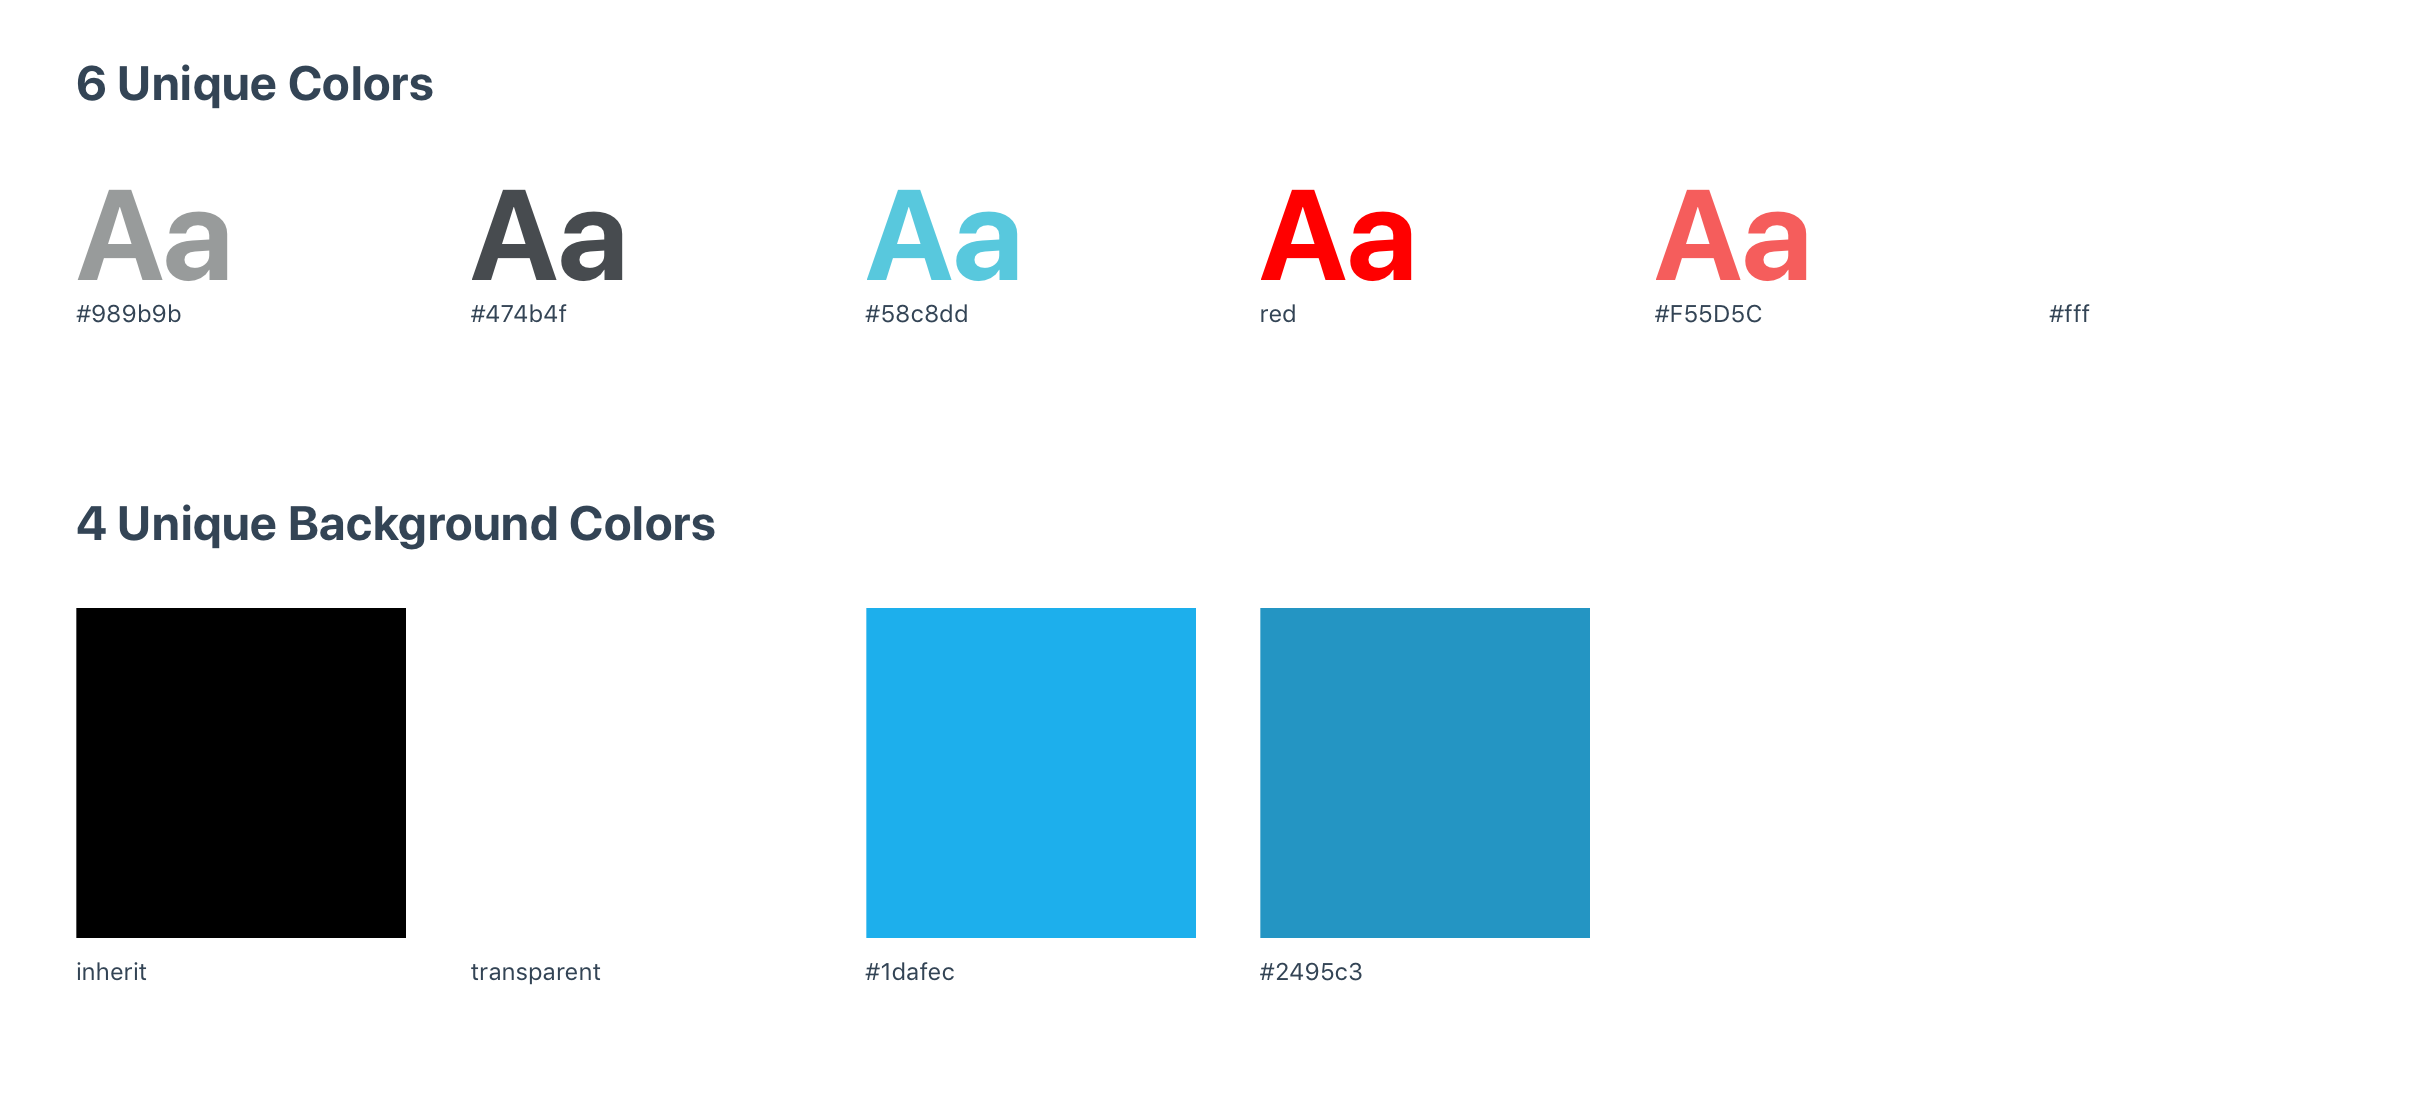 6 Unique Colors
Aa Aa Aa Aa Aa
#989b9b #474b4f #58c8dd red #F55D5C #fff
4 Unique Background Colors
inherit transparent #1dafec #2495c3